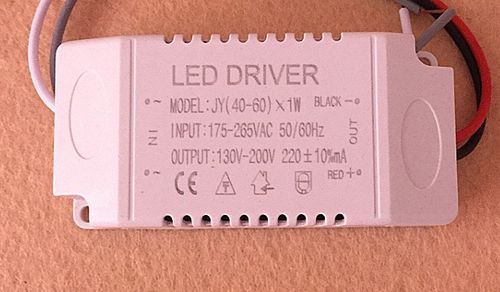 LED DRIVER
~ MODEL:JY(40-60)×1W BLACK-
IN
INPUT:175-265VAC 50/60Hz
OUT
OUTPUT:130V-200V 220±10%mA
~ CE RED+